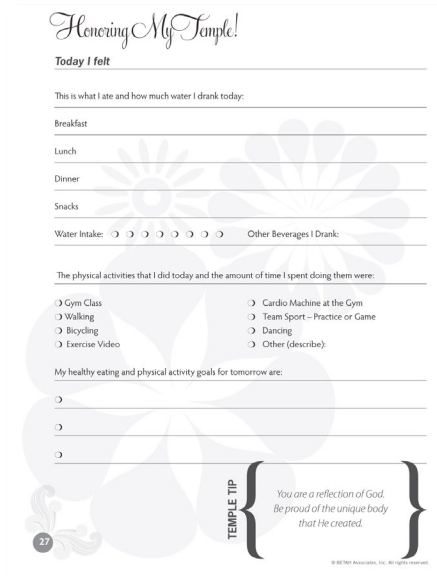 Honoring My Temple!
Today I felt
This is what I ate and how much water I drank today:
Breakfast
Lunch
Dinner
Snacks
Water Intake: ❍ ❍ ❍ ❍ ❍ ❍ ❍ ❍ Other Beverages I Drank:
The physical activities that I did today and the amount of time I spent doing them were:
❍ Gym Class ❍ Cardio Machine at the Gym
❍ Walking ❍ Team Sport – Practice or Game
❍ Bicycling ❍ Dancing
❍ Exercise Video ❍ Other (describe):
My healthy eating and physical activity goals for tomorrow are:
❍
❍
❍
TEMPLE TIP
You are a reflection of God.
Be proud of the unique body
that He created.
27
© BETAH Associates, Inc. All rights reserved.